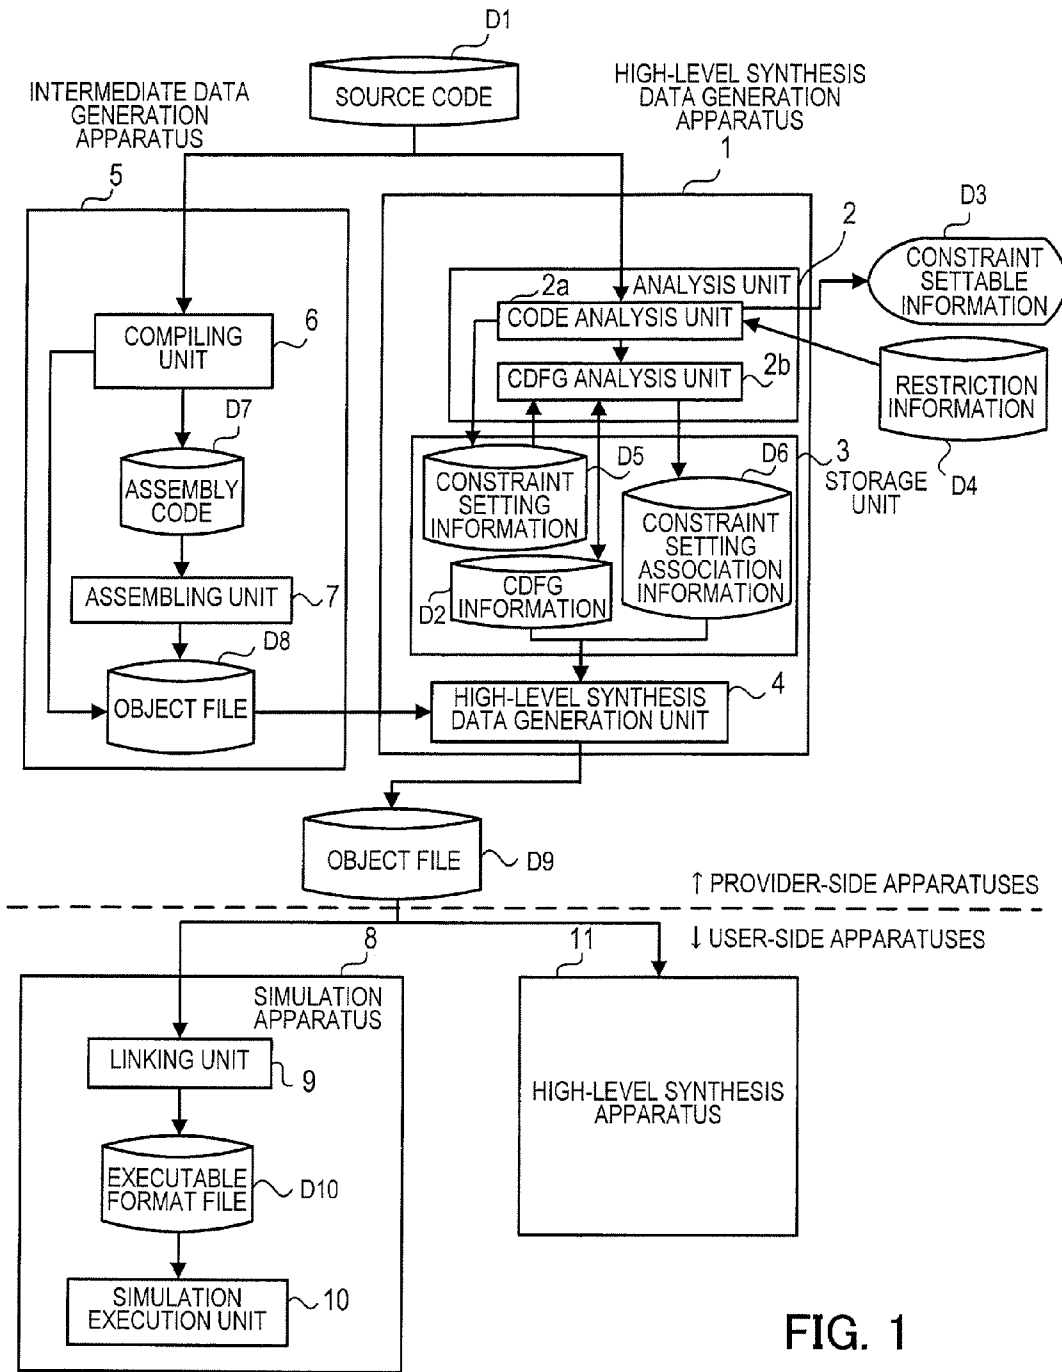 D1
SOURCE CODE
INTERMEDIATE DATA
GENERATION
APPARATUS
5
HIGH-LEVEL SYNTHESIS
DATA GENERATION
APPARATUS
1
COMPILING
UNIT
6
D7
ASSEMBLY
CODE
ASSEMBLING UNIT
7
D8
OBJECT FILE
2
ANALYSIS UNIT
2a
CODE ANALYSIS UNIT
CDFG ANALYSIS UNIT
2b
D3
CONSTRAINT
SETTABLE
INFORMATION
RESTRICTION
INFORMATION
D4
3
STORAGE
UNIT
D5
CONSTRAINT
SETTING
INFORMATION
D6
CONSTRAINT
SETTING
ASSOCIATION
INFORMATION
D2
CDFG
INFORMATION
HIGH-LEVEL SYNTHESIS
DATA GENERATION UNIT
4
OBJECT FILE
D9
↑ PROVIDER-SIDE APPARATUSES
↓ USER-SIDE APPARATUSES
8
SIMULATION
APPARATUS
LINKING UNIT
9
EXECUTABLE
FORMAT FILE
D10
SIMULATION
EXECUTION UNIT
10
11
HIGH-LEVEL SYNTHESIS
APPARATUS
FIG. 1